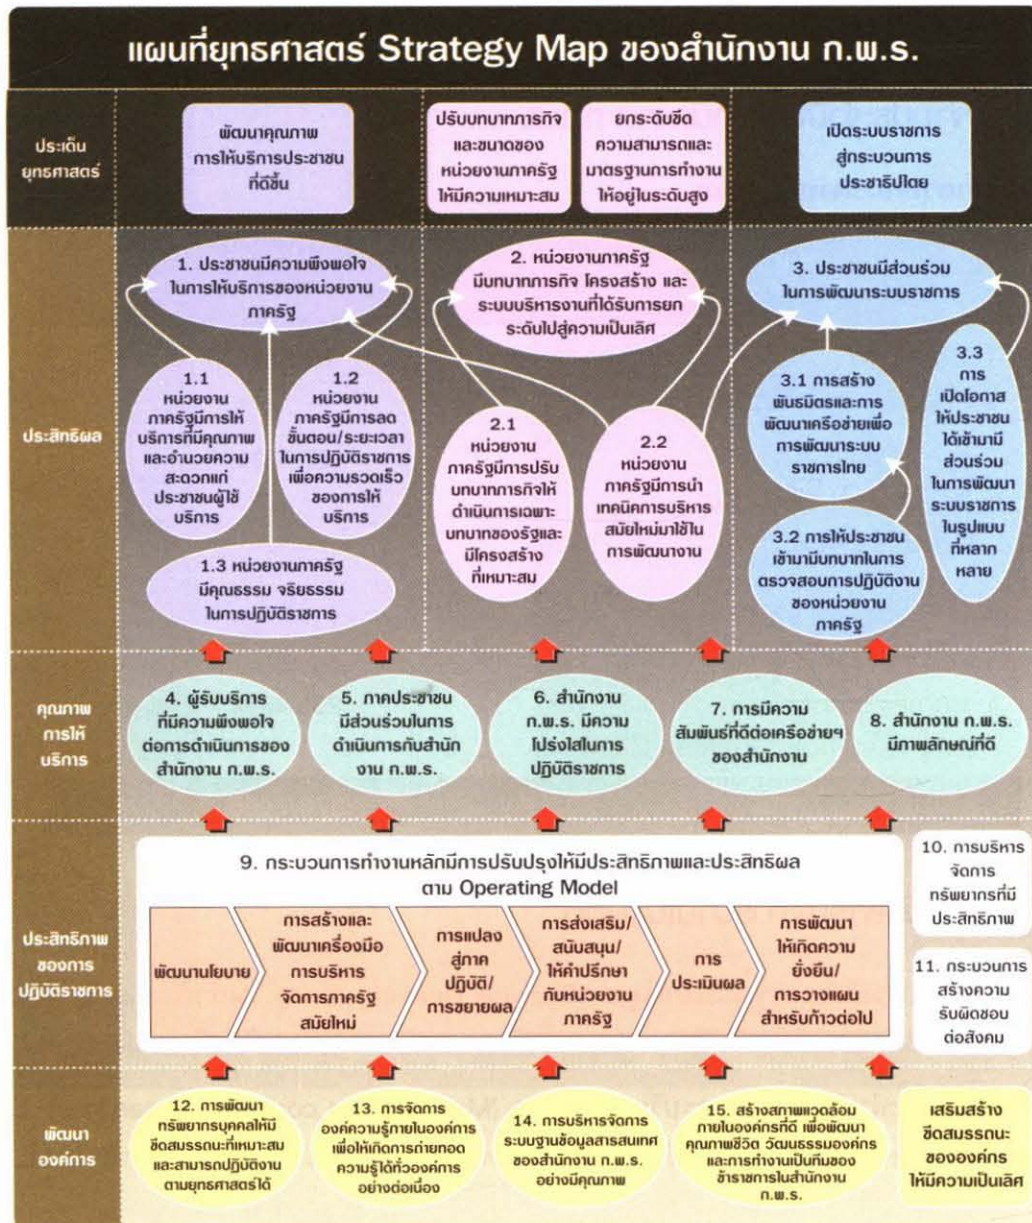 แผนที่ยุทธศาสตร์ Strategy Map ของสำนักงาน ก.พ.ร.
ประเด็น
ยุทธศาสตร์
พัฒนาคุณภาพ
การให้บริการประชาชน
ที่ดีขึ้น
ปรับบทบาทภารกิจ
และขนาดของ
หน่วยงานภาครัฐ
ให้มีความเหมาะสม
ยกระดับขีด
ความสามารถและ
มาตรฐานการทำงาน
ให้อยู่ในระดับสูง
เปิดระบบราชการ
สู่กระบวนการ
ประชาธิปไตย
ประสิทธิผล
1. ประชาชนมีความพึงพอใจ
ในการให้บริการของหน่วยงาน
ภาครัฐ
2. หน่วยงานภาครัฐ
มีบทบาทภารกิจ โครงสร้าง และ
ระบบบริหารงานที่ได้รับการยก
ระดับไปสู่ความเป็นเลิศ
3. ประชาชนมีส่วนร่วม
ในการพัฒนาระบบราชการ
1.1
หน่วยงาน
ภาครัฐมีการให้
บริการที่มีคุณภาพ
และอำนวยความ
สะดวกแก่
ประชาชนผู้ใช้
บริการ
1.2
หน่วยงาน
ภาครัฐมีการลด
ขั้นตอน/ระยะเวลา
ในการปฏิบัติราชการ
เพื่อความรวดเร็ว
ของการให้
บริการ
1.3 หน่วยงานภาครัฐ
มีคุณธรรม จริยธรรม
ในการปฏิบัติราชการ
2.1
หน่วยงาน
ภาครัฐมีการปรับ
บทบาทภารกิจให้
ดำเนินการเฉพาะ
บทบาทของรัฐและ
มีโครงสร้าง
ที่เหมาะสม
2.2
หน่วยงาน
ภาครัฐมีการนำ
เทคนิคการบริหาร
สมัยใหม่มาใช้ใน
การพัฒนางาน
3.1 การสร้าง
พันธมิตรและการ
พัฒนาเครือข่ายเพื่อ
การพัฒนาระบบ
ราชการไทย
3.2 การให้ประชาชน
เข้ามามีบทบาทในการ
ตรวจสอบการปฏิบัติงาน
ของหน่วยงาน
ภาครัฐ
3.3
การ
เปิดโอกาส
ให้ประชาชน
ได้เข้ามามี
ส่วนร่วม
ในการพัฒนา
ระบบราชการ
ในรูปแบบ
ที่หลาก
หลาย
คุณภาพ
การให้
บริการ
4. ผู้รับบริการ
ที่มีความพึงพอใจ
ต่อการดำเนินการของ
สำนักงาน ก.พ.ร.
5. ภาคประชาชน
มีส่วนร่วมในการ
ดำเนินการกับสำนัก
งาน ก.พ.ร.
6. สำนักงาน
ก.พ.ร. มีความ
โปร่งใสในการ
ปฏิบัติราชการ
7. การมีความ
สัมพันธ์ที่ดีต่อเครือข่ายฯ
ของสำนักงาน
8. สำนักงาน ก.พ.ร.
มีภาพลักษณ์ที่ดี
ประสิทธิภาพ
ของการ
ปฏิบัติราชการ
9. กระบวนการทำงานหลักมีการปรับปรุงให้มีประสิทธิภาพและประสิทธิผล
ตาม Operating Model
พัฒนานโยบาย
การสร้างและ
พัฒนาเครื่องมือ
การบริหาร
จัดการภาครัฐ
สมัยใหม่
การแปลง
สู่ภาค
ปฏิบัติ/
การขยายผล
การส่งเสริม/
สนับสนุน/
ให้คำปรึกษา
กับหน่วยงาน
ภาครัฐ
การ
ประเมินผล
การพัฒนา
ให้เกิดความ
ยั่งยืน/
การวางแผน
สำหรับก้าวต่อไป
10. การบริหาร
จัดการ
ทรัพยากรที่มี
ประสิทธิภาพ
11. กระบวนการ
สร้างความ
รับผิดชอบ
ต่อสังคม
พัฒนา
องค์การ
12. การพัฒนา
ทรัพยากรบุคคลให้มี
ขีดสมรรถนะที่เหมาะสม
และสามารถปฏิบัติงาน
ตามยุทธศาสตร์ได้
13. การจัดการ
องค์ความรู้ภายในองค์การ
เพื่อให้เกิดการถ่ายทอด
ความรู้ได้ทั่วองค์การ
อย่างต่อเนื่อง
14. การบริหารจัดการ
ระบบฐานข้อมูลสารสนเทศ
ของสำนักงาน ก.พ.ร.
อย่างมีคุณภาพ
15. สร้างสภาพแวดล้อม
ภายในองค์กรที่ดี เพื่อพัฒนา
คุณภาพชีวิต วัฒนธรรมองค์กร
และการทำงานเป็นทีมของ
ข้าราชการในสำนักงาน
ก.พ.ร.
เสริมสร้าง
ขีดสมรรถนะ
ขององค์กร
ให้มีความเป็นเลิศ